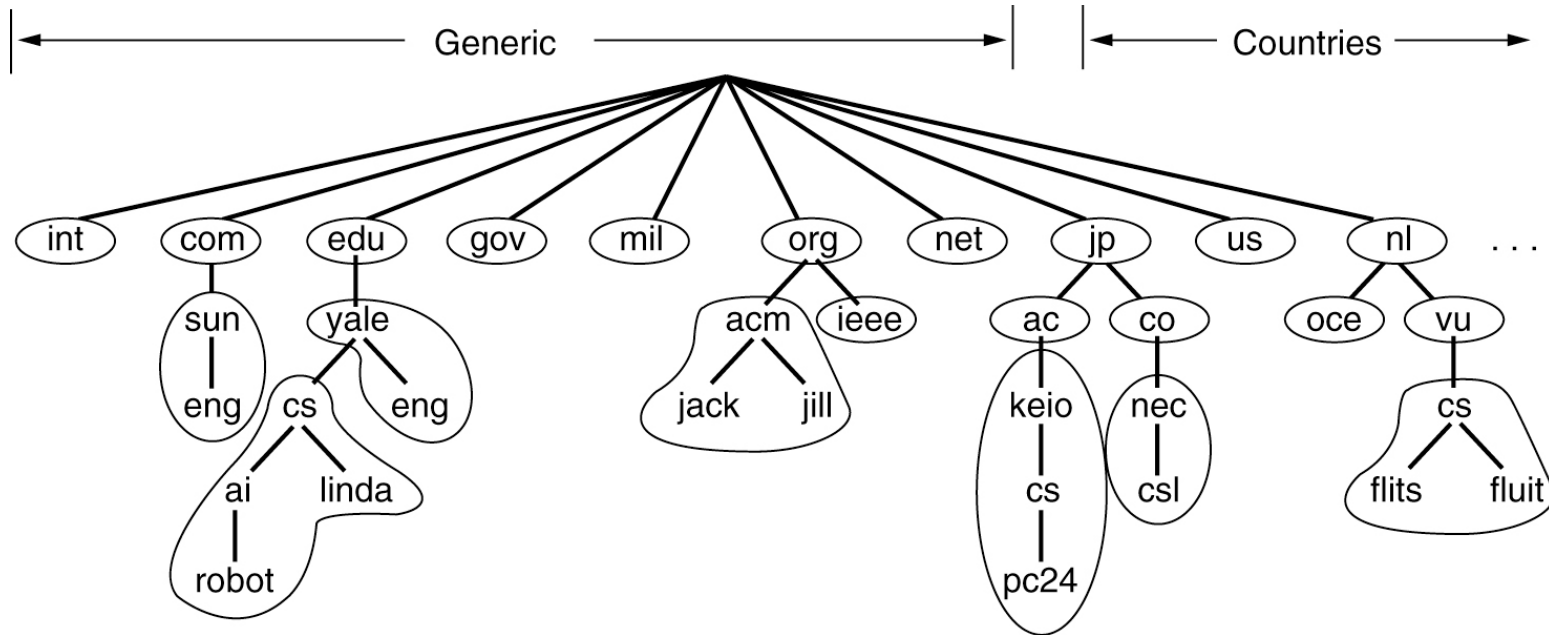 Generic Countries
int com edu gov mil org net jp us nl . . .
sun yale acm ieee ac co oce vu
eng cs eng jack jill keio nec cs
ai linda cs csl flits fluit
robot pc24